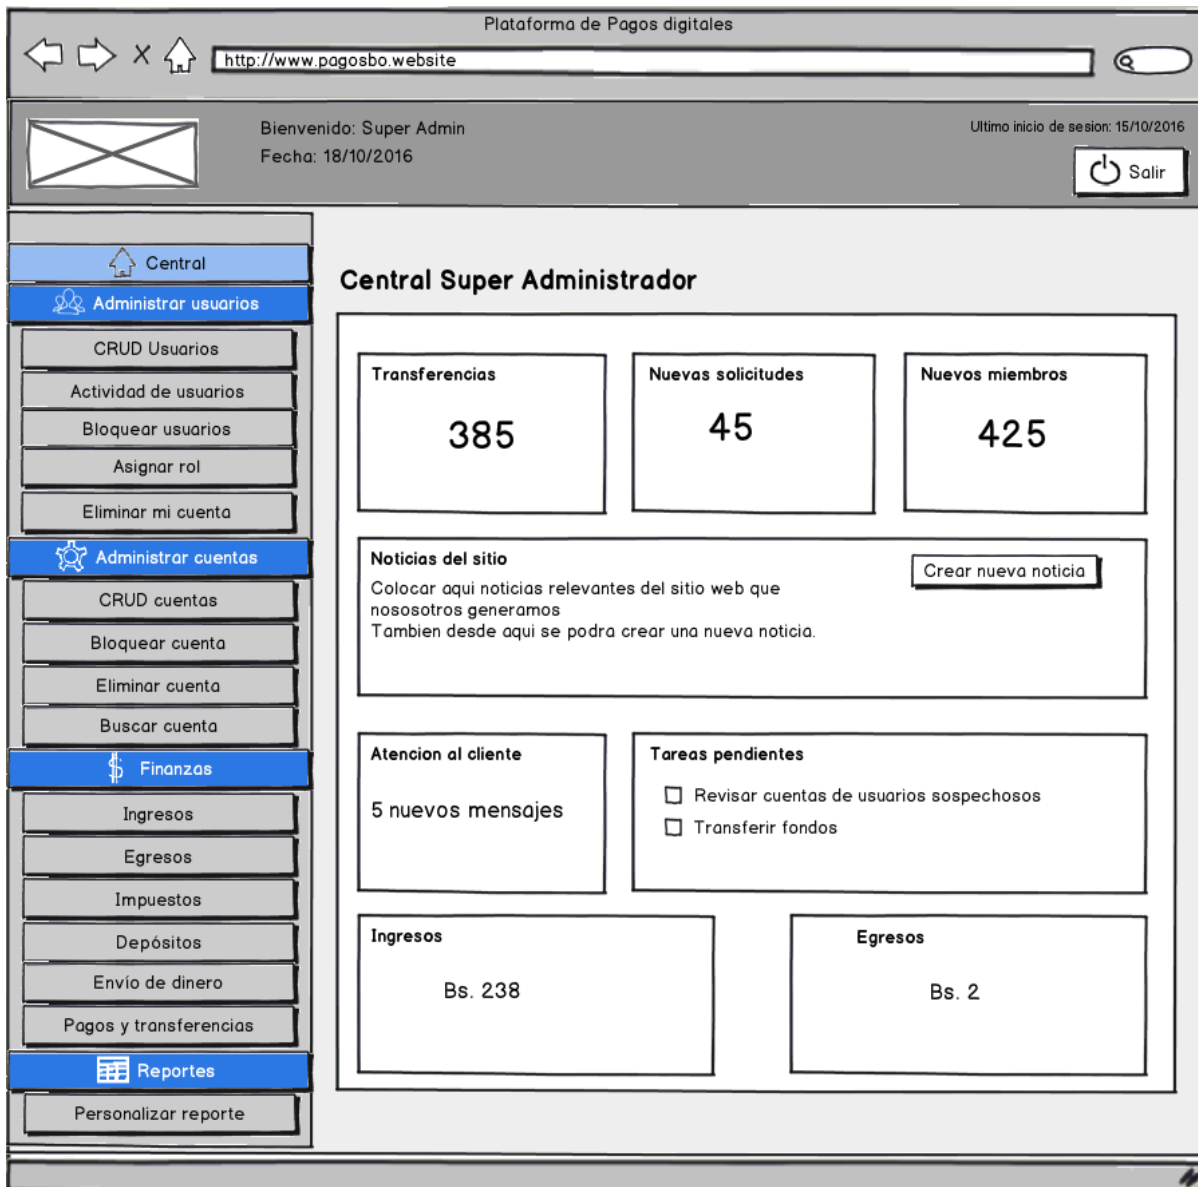 Plataforma de Pagos digitales
http://www.pagosbo.website
Bienvenido: Super Admin
Fecha: 18/10/2016
Ultimo inicio de sesion: 15/10/2016
Salir
Central
Administrar usuarios
CRUD Usuarios
Actividad de usuarios
Bloquear usuarios
Asignar rol
Eliminar mi cuenta
Administrar cuentas
CRUD cuentas
Bloquear cuenta
Eliminar cuenta
Buscar cuenta
Finanzas
Ingresos
Egresos
Impuestos
Depósitos
Envío de dinero
Pagos y transferencias
Reportes
Personalizar reporte
Central Super Administrador
Transferencias
385
Nuevas solicitudes
45
Nuevos miembros
425
Noticias del sitio
Crear nueva noticia
Colocar aqui noticias relevantes del sitio web que
nososotros generamos
Tambien desde aqui se podra crear una nueva noticia.
Atencion al cliente
5 nuevos mensajes
Tareas pendientes
Revisar cuentas de usuarios sospechosos
Transferir fondos
Ingresos
Bs. 238
Egresos
Bs. 2